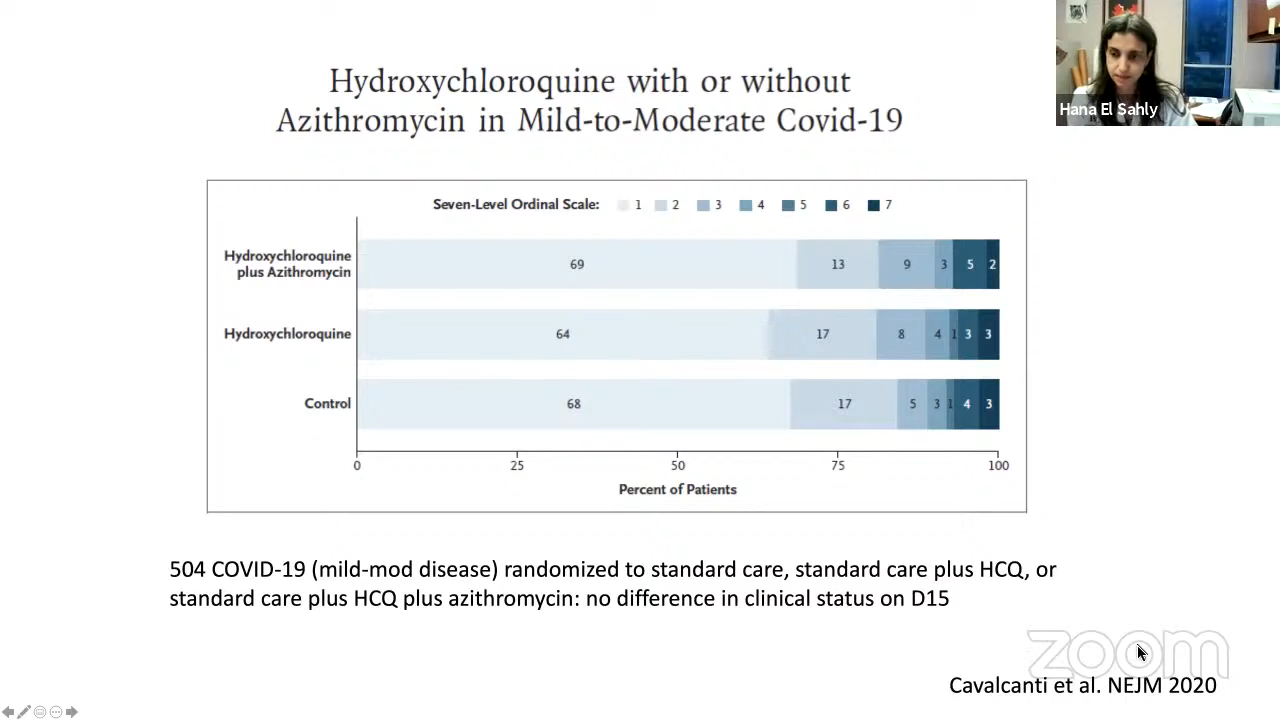 Hana El Sahly
Hydroxychloroquine with or without
Azithromycin in Mild-to-Moderate Covid-19
Seven-Level Ordinal Scale: 1 2 3 4 5 6 7
Hydroxychloroquine
plus Azithromycin
69 13 9 3 5 2
Hydroxychloroquine
64 17 8 4 1 3 3
Control
68 17 5 3 1 4 3
0 25 50 75 100
Percent of Patients
504 COVID-19 (mild-mod disease) randomized to standard care, standard care plus HCQ, or
standard care plus HCQ plus azithromycin: no difference in clinical status on D15
zoom
Cavalcanti et al. NEJM 2020